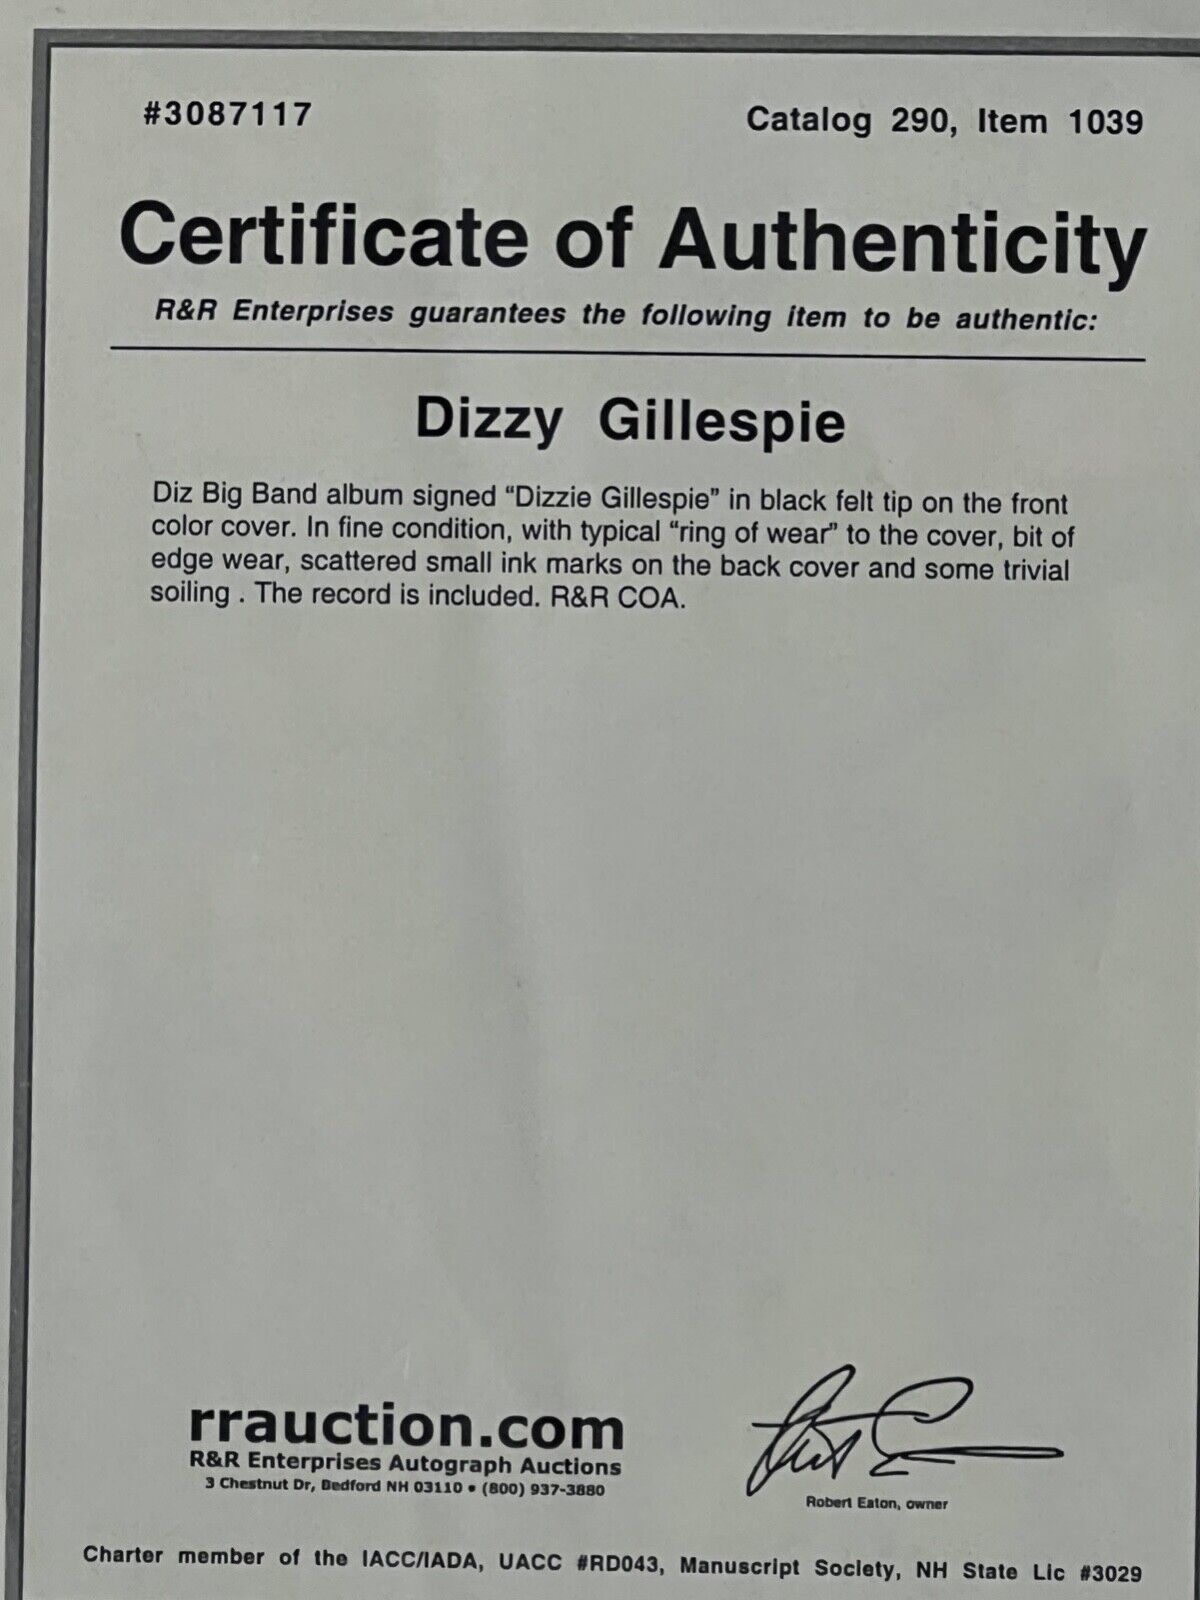 #3087117
Catalog 290, Item 1039
Certificate of Authenticity
R&R Enterprises guarantees the following item to be authentic:
Dizzy Gillespie
Diz Big Band album signed “Dizzie Gillespie” in black felt tip on the front
color cover. In fine condition, with typical “ring of wear” to the cover, bit of
edge wear, scattered small ink marks on the back cover and some trivial
soiling . The record is included. R&R COA.
rrauction.com
R&R Enterprises Autograph Auctions
3 Chestnut Dr, Bedford NH 03110 • (800) 937-3880
Robert Eaton, owner
Charter member of the IACC/IADA, UACC #RD043, Manuscript Society, NH State Lic #3029